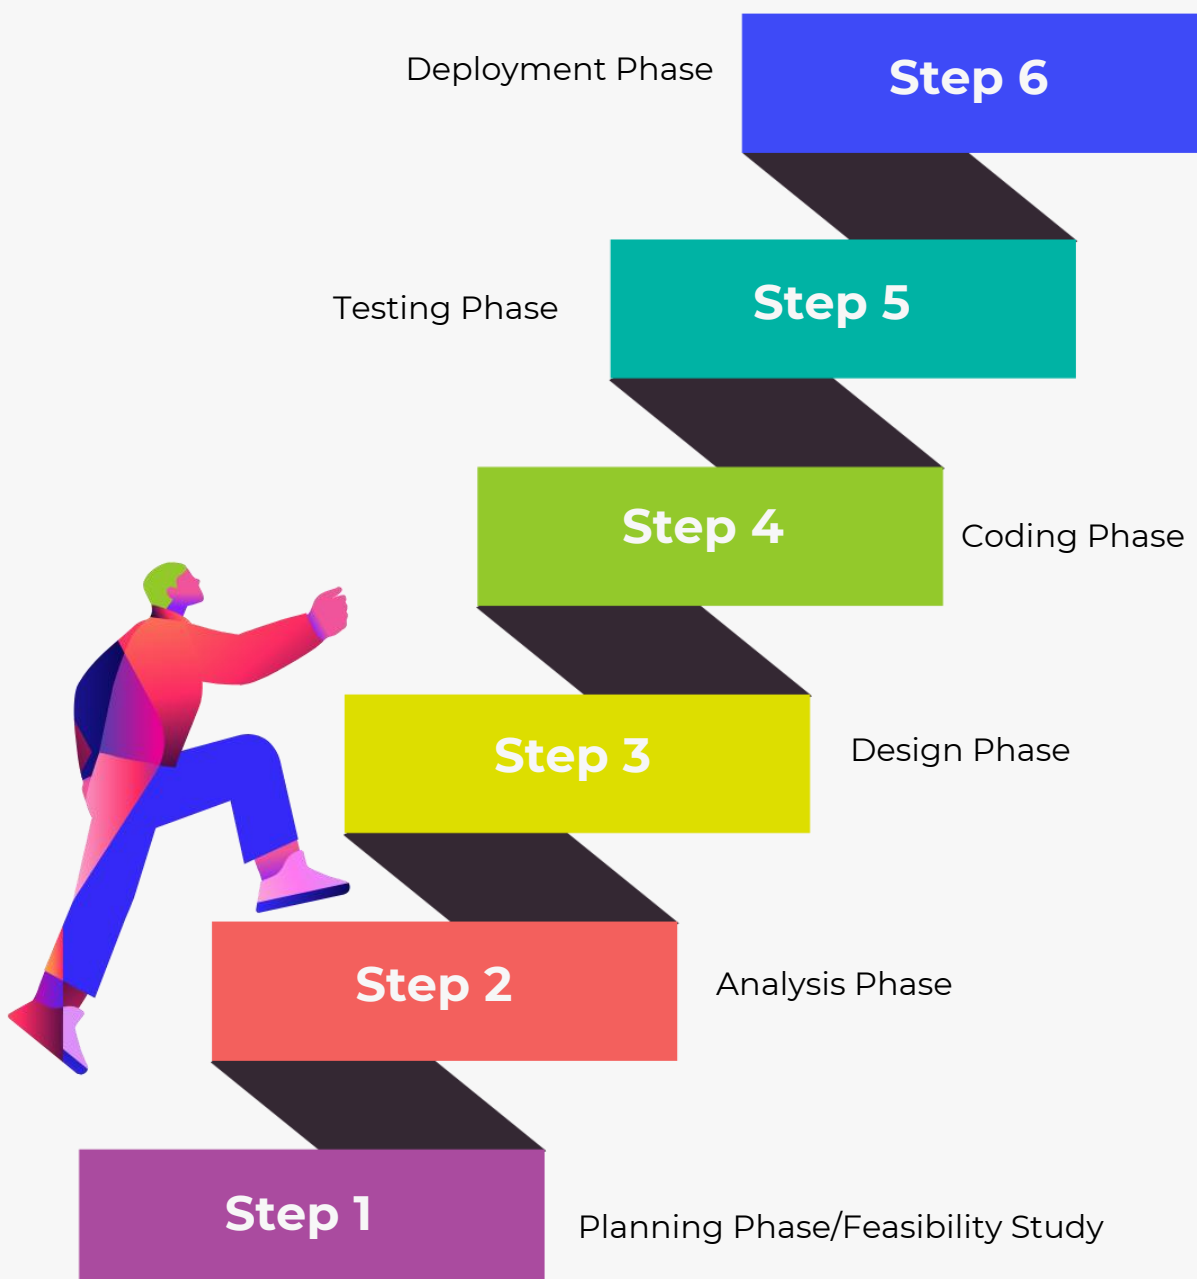 Deployment Phase
Step 6
Testing Phase
Step 5
Step 4
Coding Phase
Step 3
Design Phase
Step 2
Analysis Phase
Step 1
Planning Phase/Feasibility Study